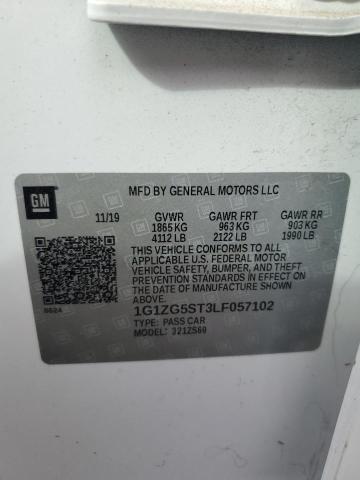 GM
MFD BY GENERAL MOTORS LLC
11/19 GVWR GAWR FRT GAWR RR
1865 KG 963 KG 903 KG
4112 LB 2122 LB 1990 LB
THIS VEHICLE CONFORMS TO ALL
APPLICABLE U.S. FEDERAL MOTOR
VEHICLE SAFETY, BUMPER, AND THEFT
PREVENTION STANDARDS IN EFFECT
ON THE DATE OF MANUFACTURE
SHOWN ABOVE.
1G1ZG5ST3LF057102
TYPE: PASS CAR
MODEL: 321ZS69